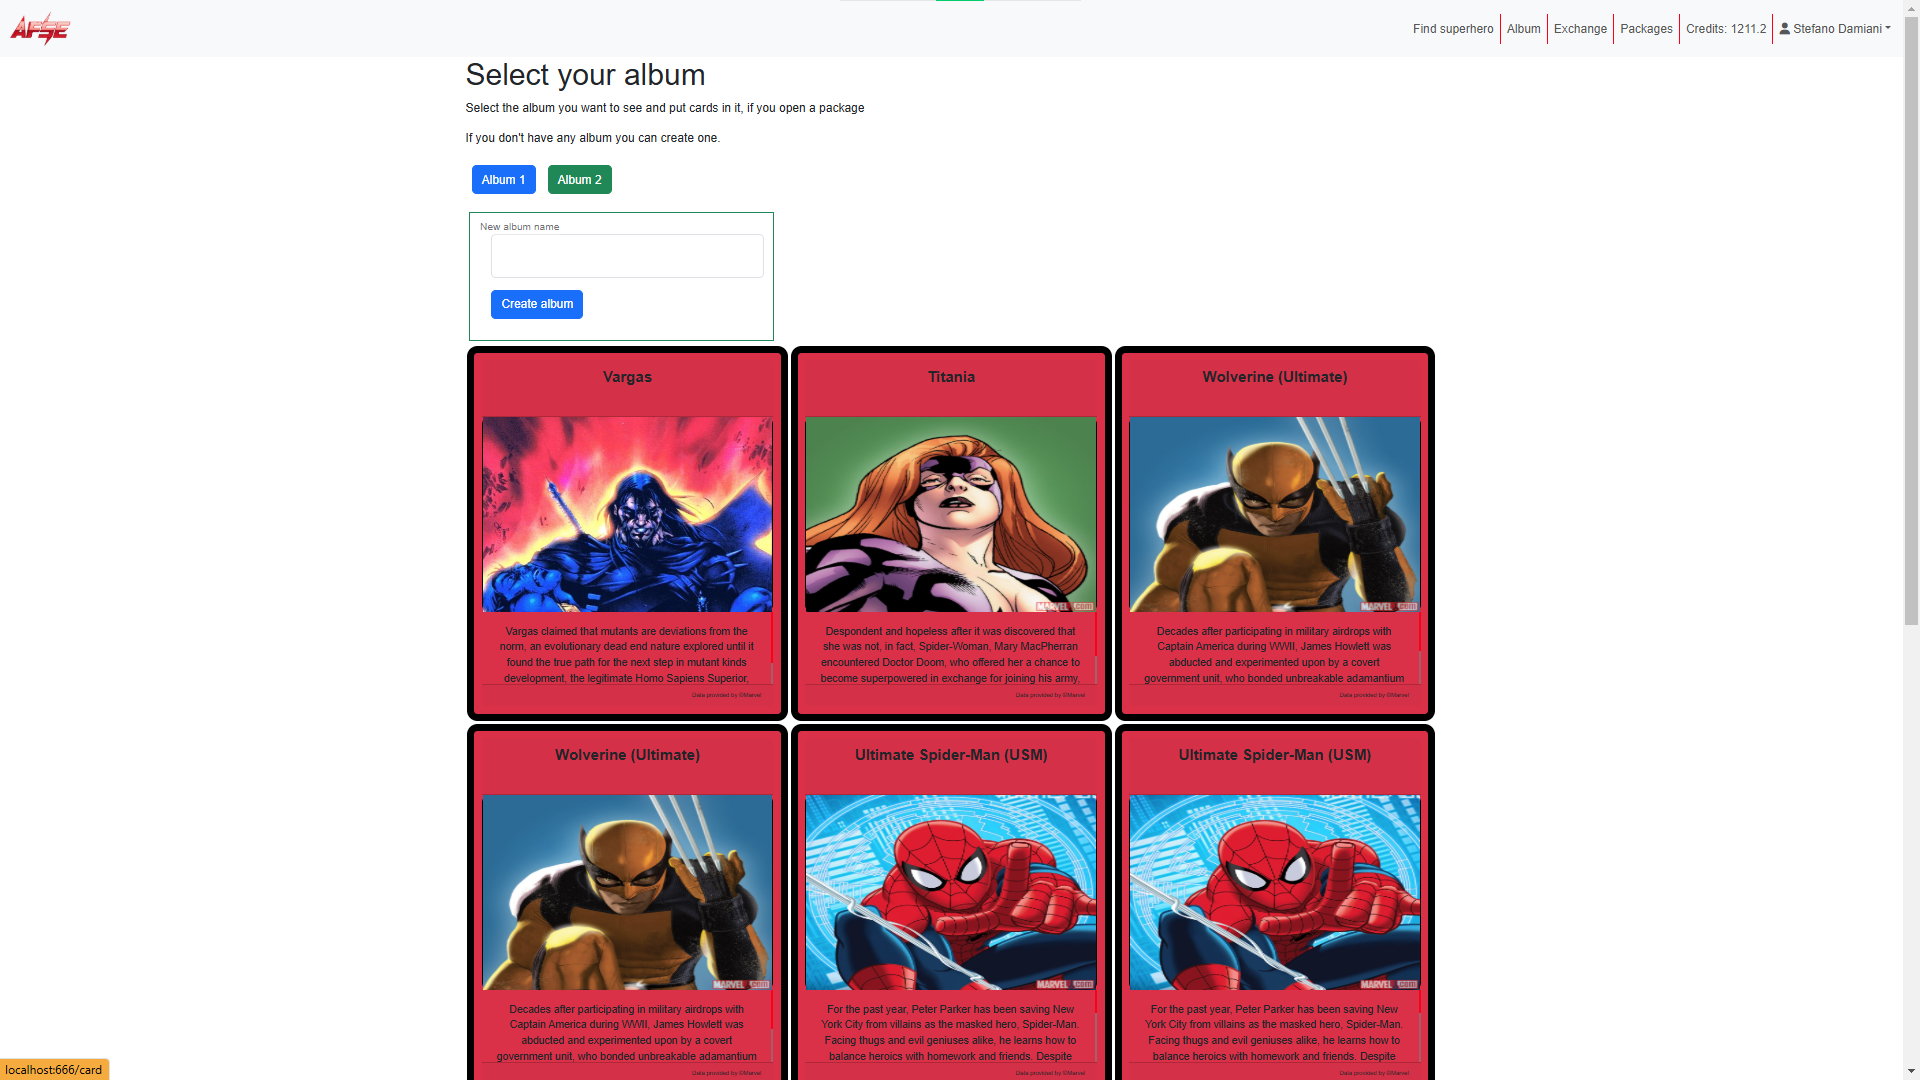 AFSE
Find superhero
Album
Exchange
Packages
Credits: 1211.2
Stefano Damiani
Select your album
Select the album you want to see and put cards in it, if you open a package
If you don't have any album you can create one.
Album 1
Album 2
New album name
Create album
Vargas
Vargas claimed that mutants are deviations from the
norm, an evolutionary dead end nature explored until it
found the true path for the next step in mutant kinds
development, the legitimate Homo Sapiens Superior,
Data provided by ©Marvel
Titania
MARVEL.com
Despondent and hopeless after it was discovered that
she was not, in fact, Spider-Woman, Mary MacPherran
encountered Doctor Doom, who offered her a chance to
become superpowered in exchange for joining his army,
Data provided by ©Marvel
Wolverine (Ultimate)
MARVEL.com
Decades after participating in military airdrops with
Captain America during WWII, James Howlett was
abducted and experimented upon by a covert
government unit, who bonded unbreakable adamantium
Data provided by ©Marvel
Wolverine (Ultimate)
MARVEL.com
Decades after participating in military airdrops with
Captain America during WWII, James Howlett was
abducted and experimented upon by a covert
government unit, who bonded unbreakable adamantium
Data provided by ©Marvel
Ultimate Spider-Man (USM)
MARVEL.com
For the past year, Peter Parker has been saving New
York City from villains as the masked hero, Spider-Man.
Facing thugs and evil geniuses alike, he learns how to
balance heroics with homework and friends. Despite
Data provided by ©Marvel
Ultimate Spider-Man (USM)
MARVEL.com
For the past year, Peter Parker has been saving New
York City from villains as the masked hero, Spider-Man.
Facing thugs and evil geniuses alike, he learns how to
balance heroics with homework and friends. Despite
Data provided by ©Marvel
localhost:666/card